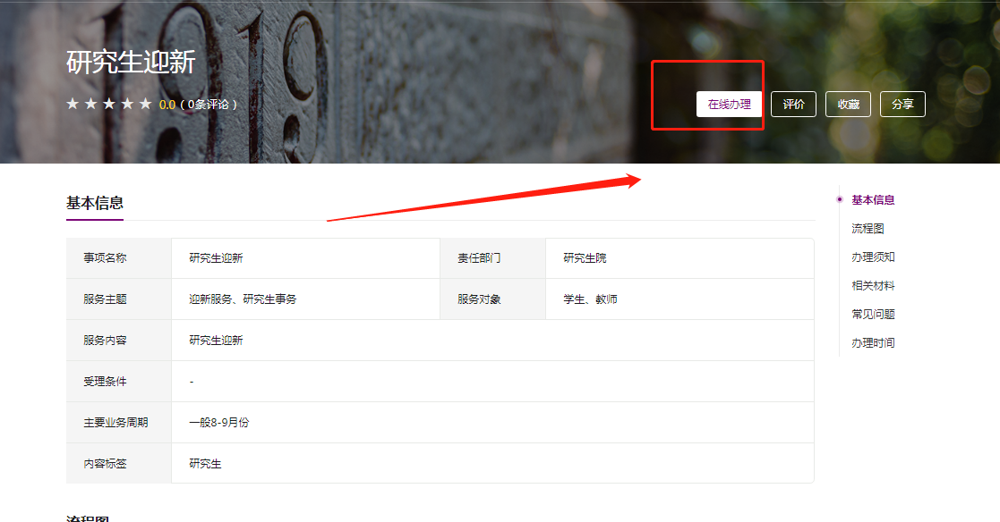 1919
研究生迎新
★ ★ ★ ★ ★ 0.0 ( 0条评论 )
在线办理 评价 收藏 分享
基本信息
事项名称 研究生迎新 责任部门 研究生院
服务主题 迎新服务、研究生事务 服务对象 学生、教师
服务内容 研究生迎新
受理条件 -
主要业务周期 一般8-9月份
内容标签 研究生
流程图
基本信息
流程图
办理须知
相关材料
常见问题
办理时间